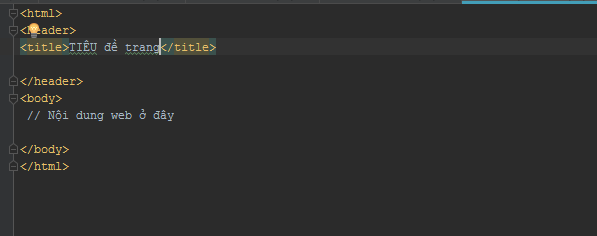 <html>
<header>
<title>TIÊU đề trang</title>
</header>
<body>
// Nội dung web ở đây
</body>
</html>